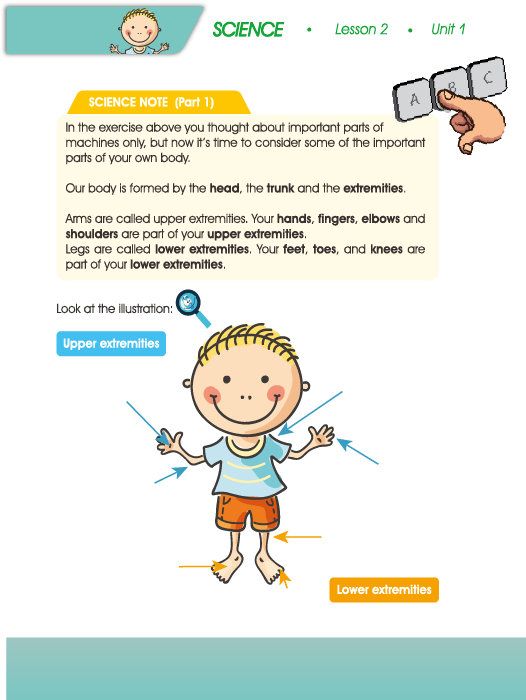 SCIENCE • Lesson 2 • Unit 1
A B C
SCIENCE NOTE (Part 1)
In the exercise above you thought about important parts of
machines only, but now it's time to consider some of the important
parts of your own body.
Our body is formed by the head, the trunk and the extremities.
Arms are called upper extremities. Your hands, fingers, elbows and
shoulders are part of your upper extremities.
Legs are called lower extremities. Your feet, toes, and knees are
part of your lower extremities.
Look at the illustration:
Upper extremities
Lower extremities